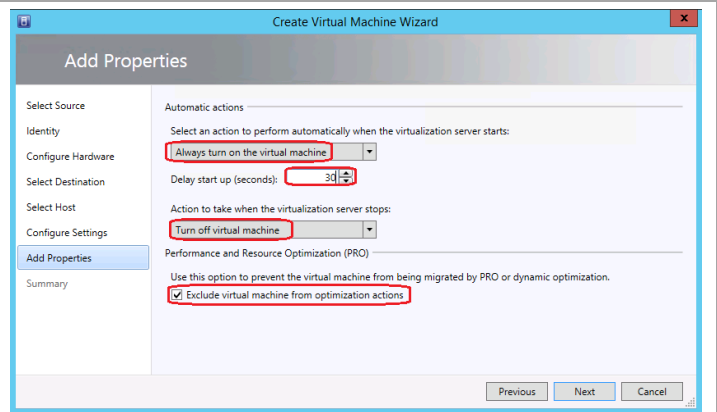 Create Virtual Machine Wizard
x
Add Properties
Select Source
Identity
Configure Hardware
Select Destination
Select Host
Configure Settings
Add Properties
Summary
Automatic actions
Select an action to perform automatically when the virtualization server starts:
Always turn on the virtual machine
Delay start up (seconds): 30
Action to take when the virtualization server stops:
Turn off virtual machine
Performance and Resource Optimization (PRO)
Use this option to prevent the virtual machine from being migrated by PRO or dynamic optimization.
Exclude virtual machine from optimization actions
Previous Next Cancel